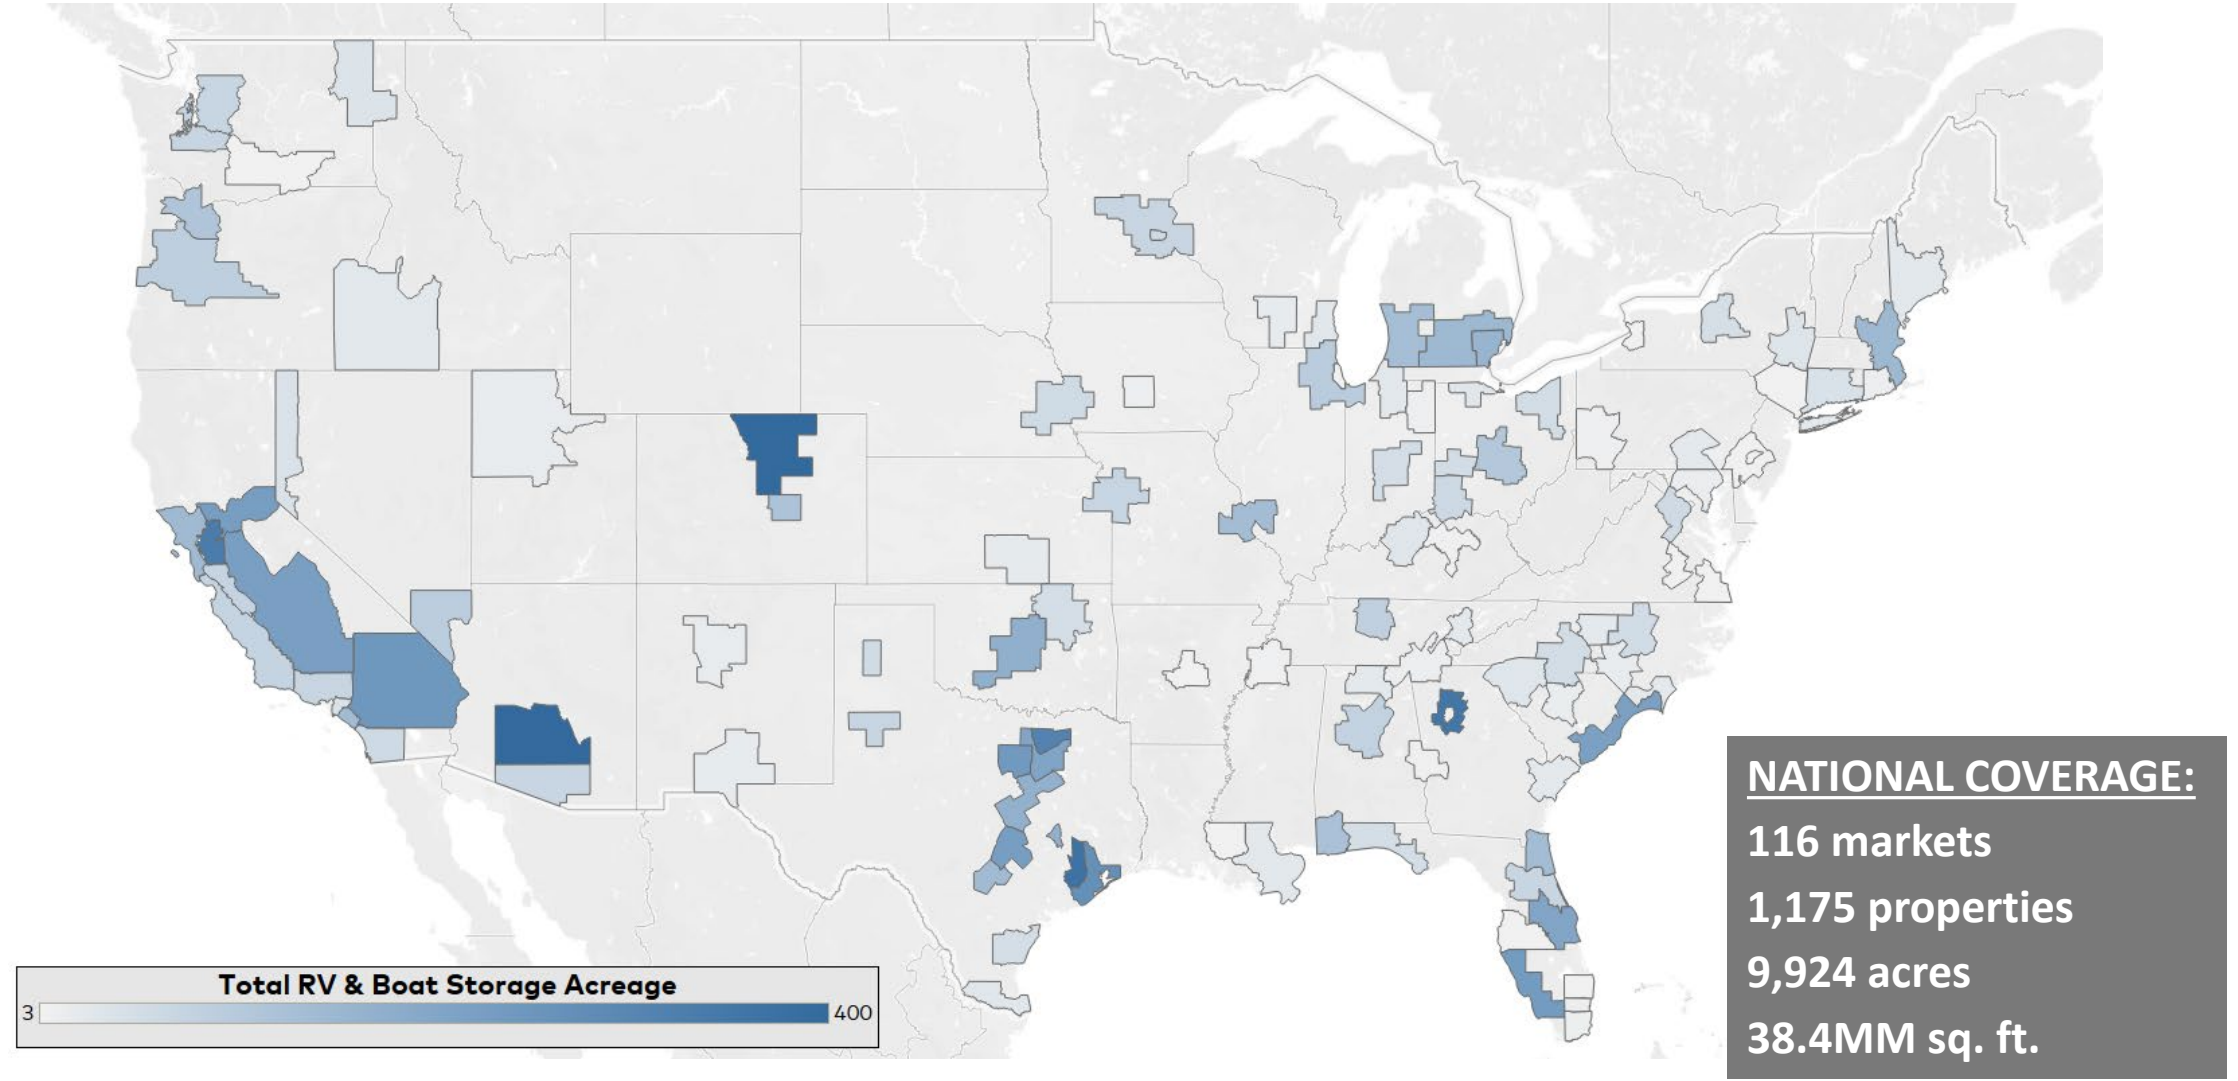 NATIONAL COVERAGE:
116 markets
1,175 properties
9,924 acres
38.4MM sq. ft.
Total RV & Boat Storage Acreage
3
400